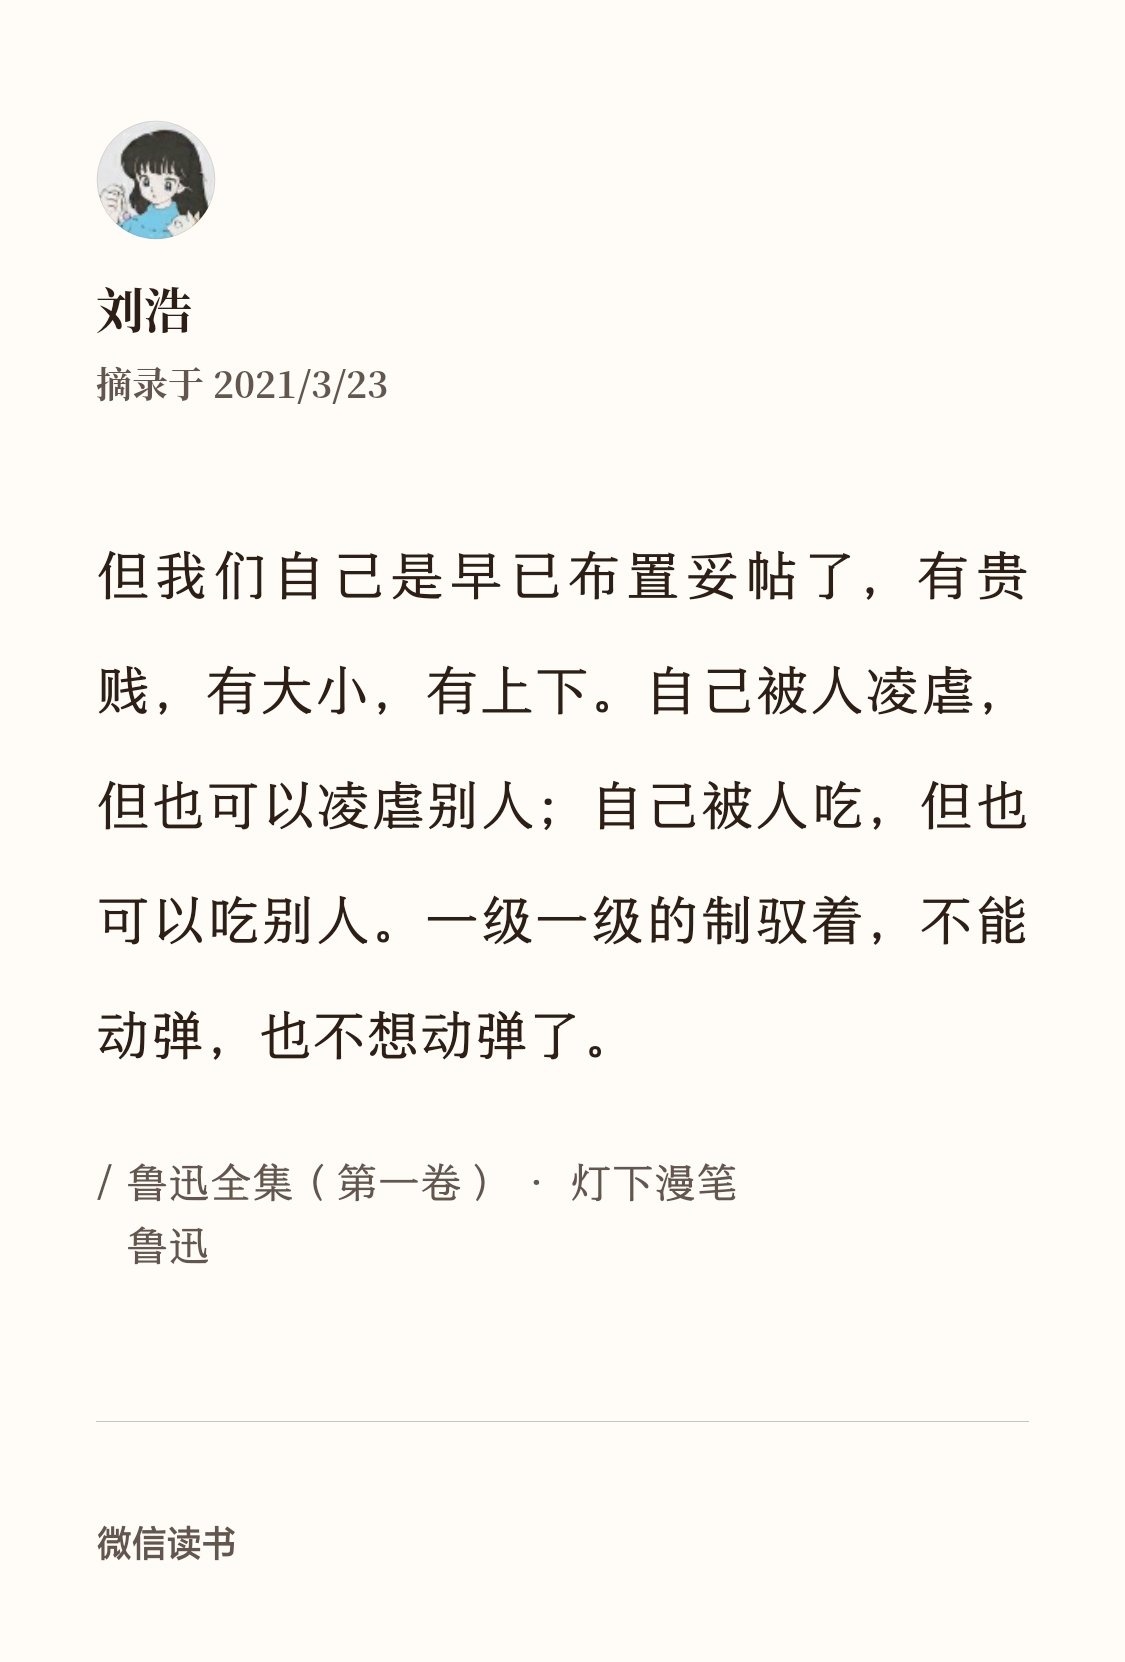 刘浩
摘录于 2021/3/23
但我们自己是早已布置妥帖了，有贵
贱，有大小，有上下。自己被人凌虐，
但也可以凌虐别人；自己被人吃，但也
可以吃别人。一级一级的制驭着，不能
动弹，也不想动弹了。
/ 鲁迅全集（第一卷） · 灯下漫笔
鲁迅
微信读书